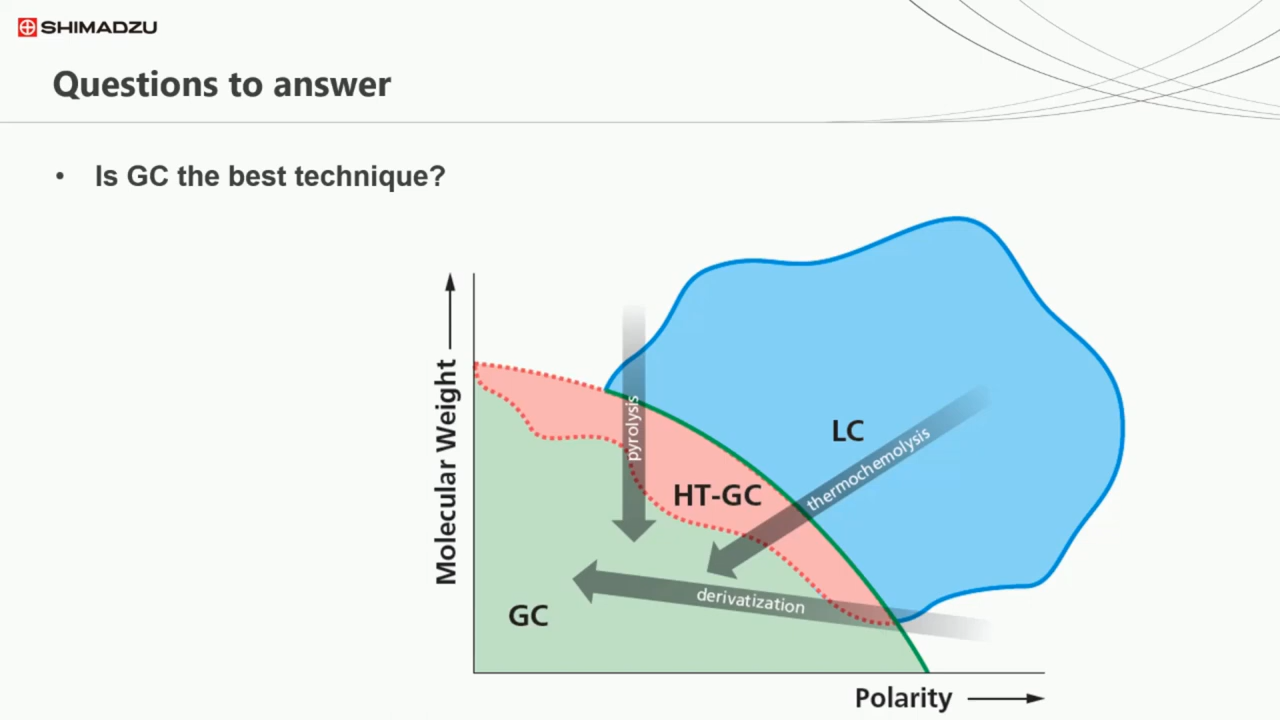 SHIMADZU
Questions to answer
• Is GC the best technique?
Molecular Weight
pyrolysis
LC
thermochemolysis
HT-GC
derivatization
GC
Polarity